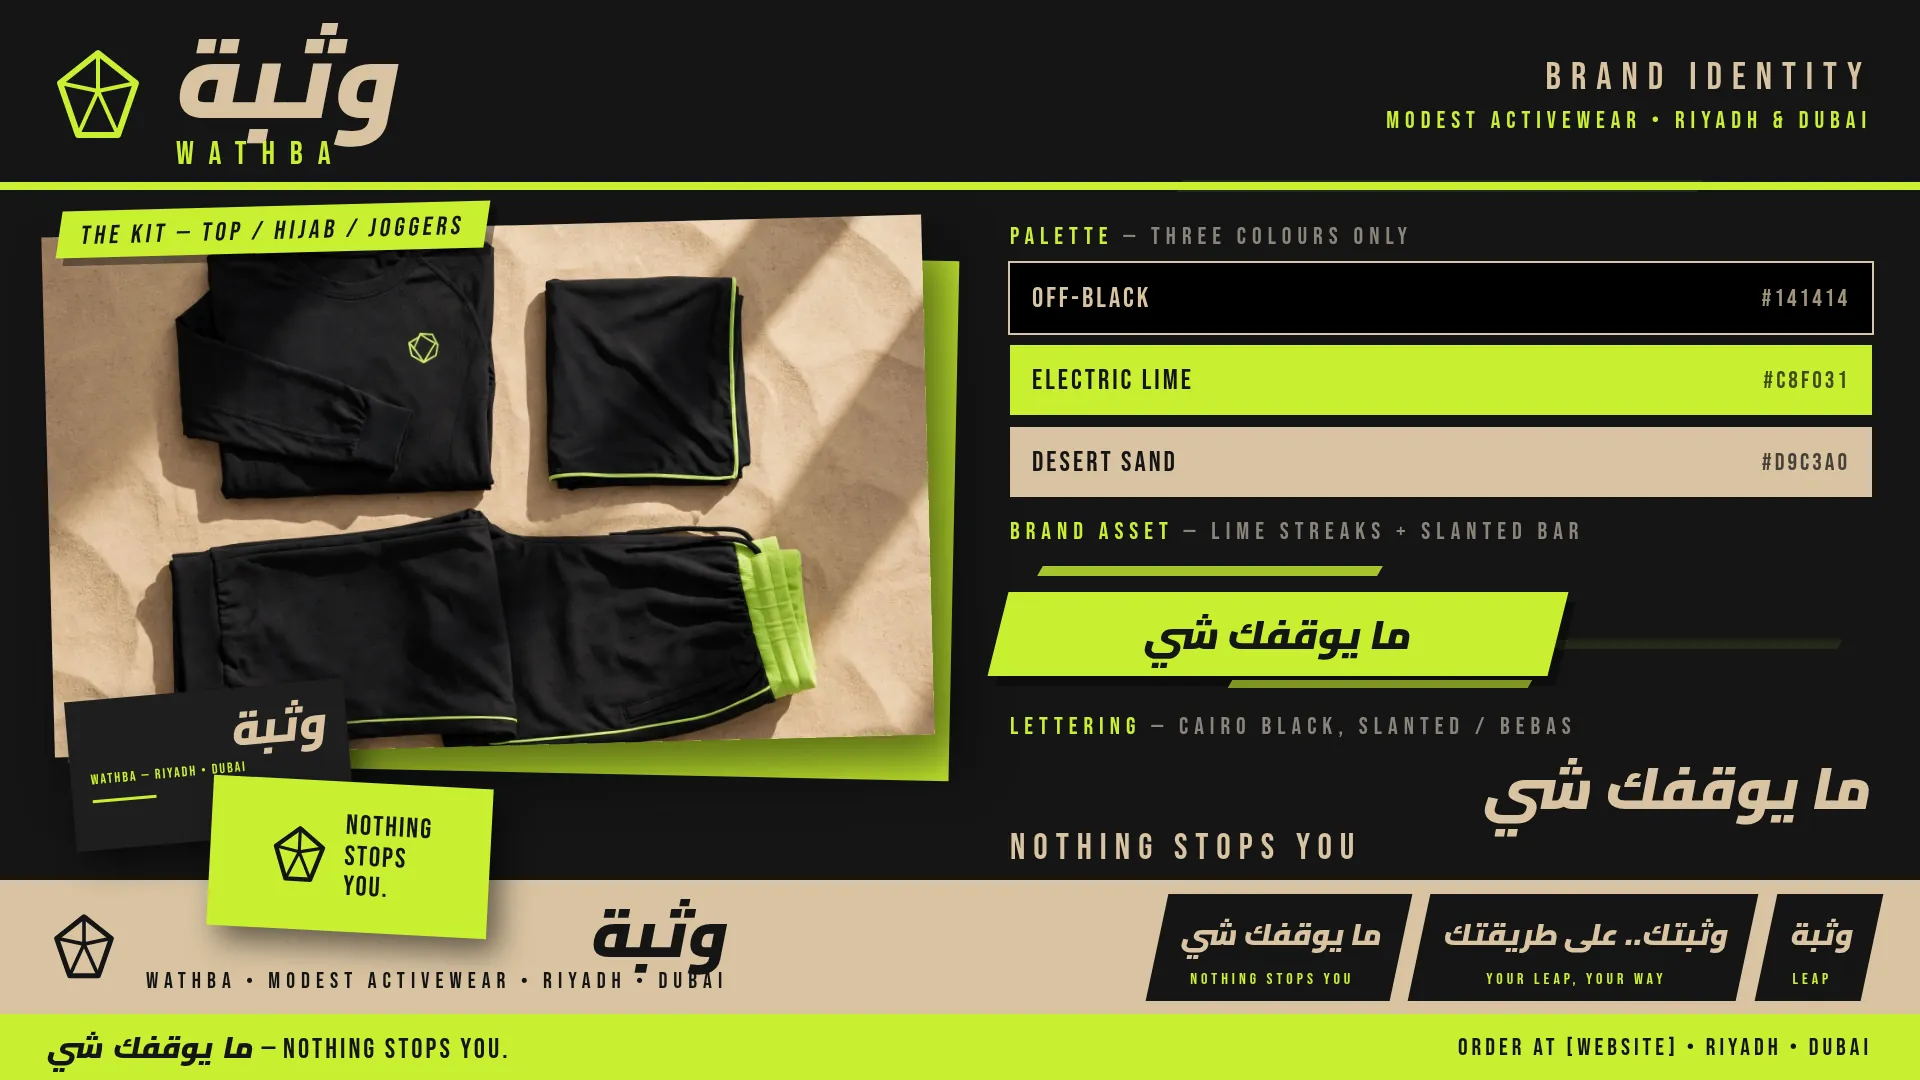 وثبة
WATHBA
BRAND IDENTITY
MODEST ACTIVEWEAR • RIYADH & DUBAI
THE KIT — TOP / HIJAB / JOGGERS
وثبة
WATHBA — RIYADH • DUBAI
NOTHING
STOPS
YOU.
PALETTE — THREE COLOURS ONLY
OFF-BLACK #141414
ELECTRIC LIME #C8F031
DESERT SAND #D9C3A0
BRAND ASSET — LIME STREAKS + SLANTED BAR
ما يوقفك شي
LETTERING — CAIRO BLACK, SLANTED / BEBAS
ما يوقفك شي
NOTHING STOPS YOU
وثبة
WATHBA • MODEST ACTIVEWEAR • RIYADH • DUBAI
ما يوقفك شي
NOTHING STOPS YOU
وثبتك.. على طريقتك
YOUR LEAP, YOUR WAY
وثبة
LEAP
ما يوقفك شي — NOTHING STOPS YOU.
ORDER AT [WEBSITE] • RIYADH • DUBAI